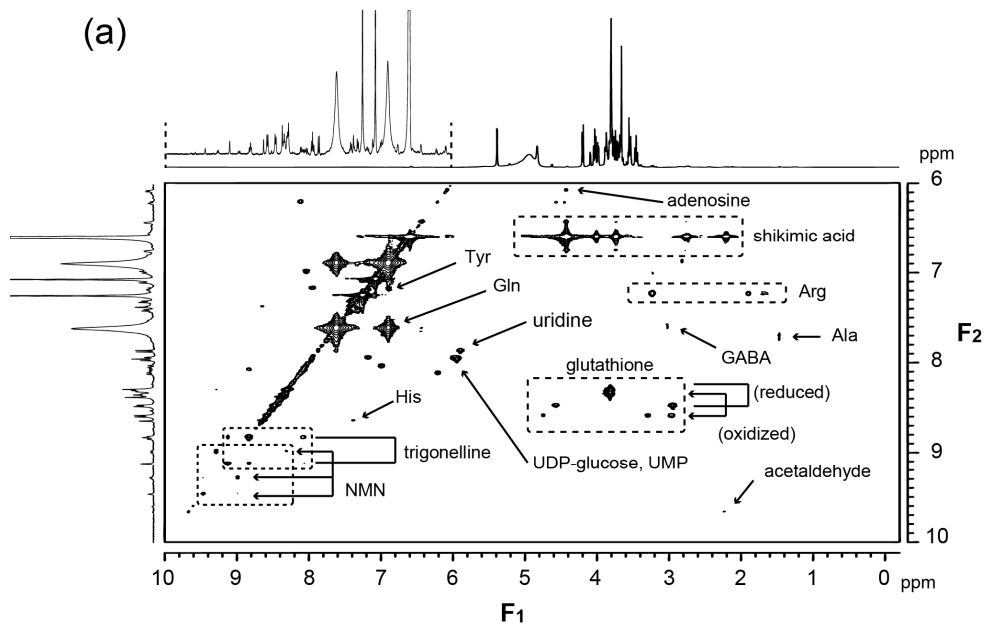 (a)
ppm
6
adenosine
shikimic acid
Tyr
7
Gln
Arg
uridine
F2
Ala
GABA
8
glutathione
(reduced)
His
(oxidized)
9
trigonelline
UDP-glucose, UMP
acetaldehyde
NMN
10
10 9 8 7 6 5 4 3 2 1 0 ppm
F1